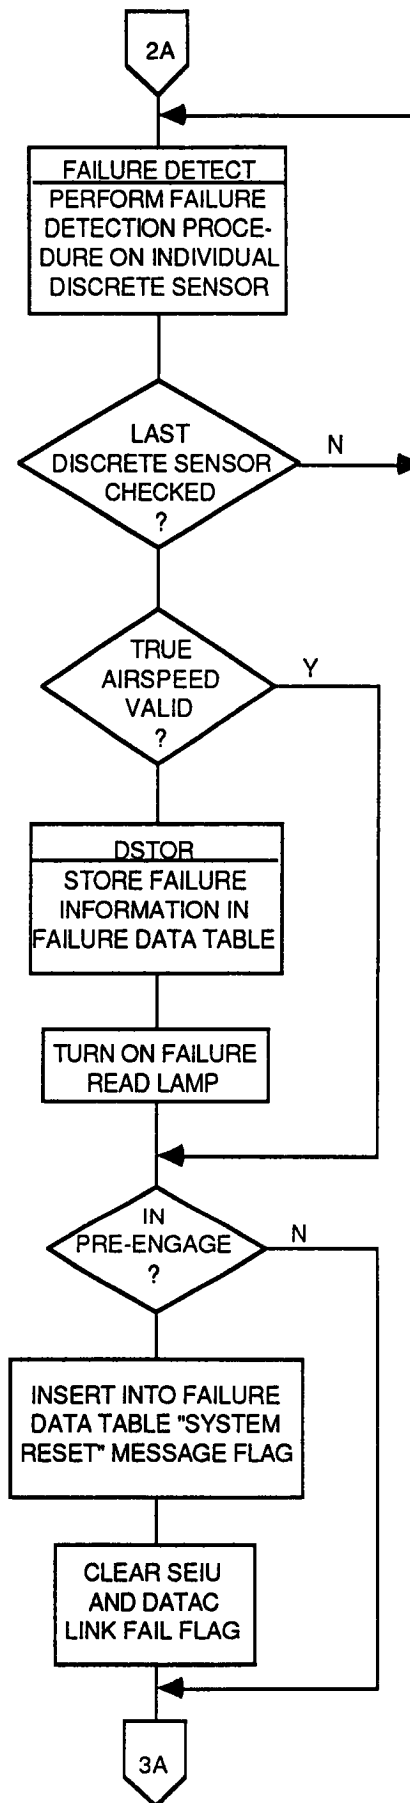 2A
FAILURE DETECT
PERFORM FAILURE
DETECTION PROCE-
DURE ON INDIVIDUAL
DISCRETE SENSOR
LAST
DISCRETE SENSOR
CHECKED
?
N
TRUE
AIRSPEED
VALID
?
Y
DSTOR
STORE FAILURE
INFORMATION IN
FAILURE DATA TABLE
TURN ON FAILURE
READ LAMP
IN
PRE-ENGAGE
?
N
INSERT INTO FAILURE
DATA TABLE "SYSTEM
RESET" MESSAGE FLAG
CLEAR SEIU
AND DATAC
LINK FAIL FLAG
3A